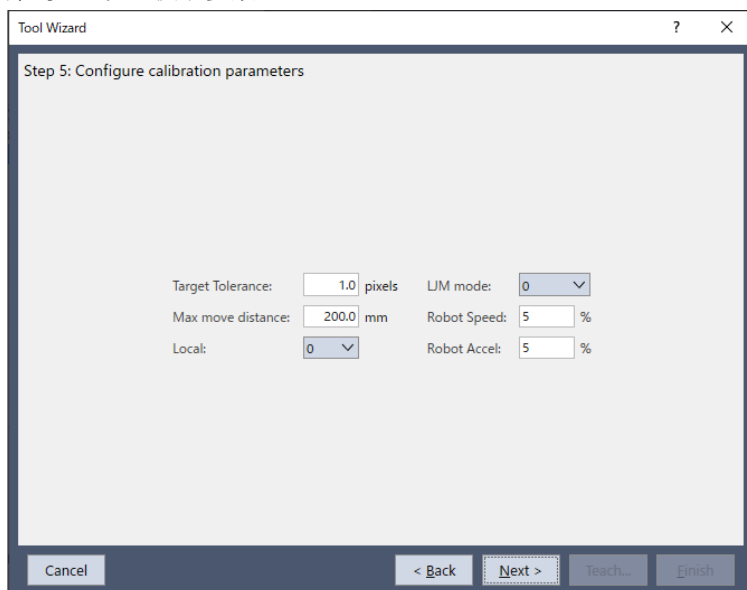 Tool Wizard ? ×
Step 5: Configure calibration parameters
Target Tolerance: 1.0 pixels LJM mode: 0
Max move distance: 200.0 mm Robot Speed: 5 %
Local: 0 Robot Accel: 5 %
Cancel < Back Next > Teach... Finish